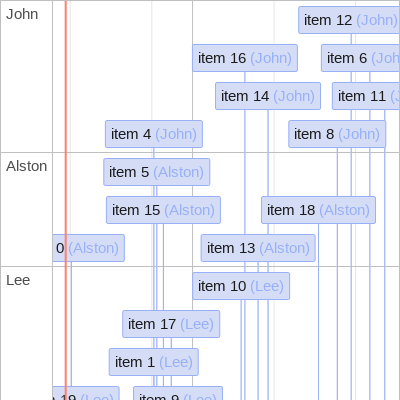 John
item 12 (John)
item 16 (John)
item 6 (Joh
item 14 (John)
item 11 (J
item 4 (John)
item 8 (John)
Alston
item 5 (Alston)
item 15 (Alston)
item 18 (Alston)
0 (Alston)
item 13 (Alston)
Lee
item 10 (Lee)
item 17 (Lee)
item 1 (Lee)
19 (Lee)
item 9 (Lee)